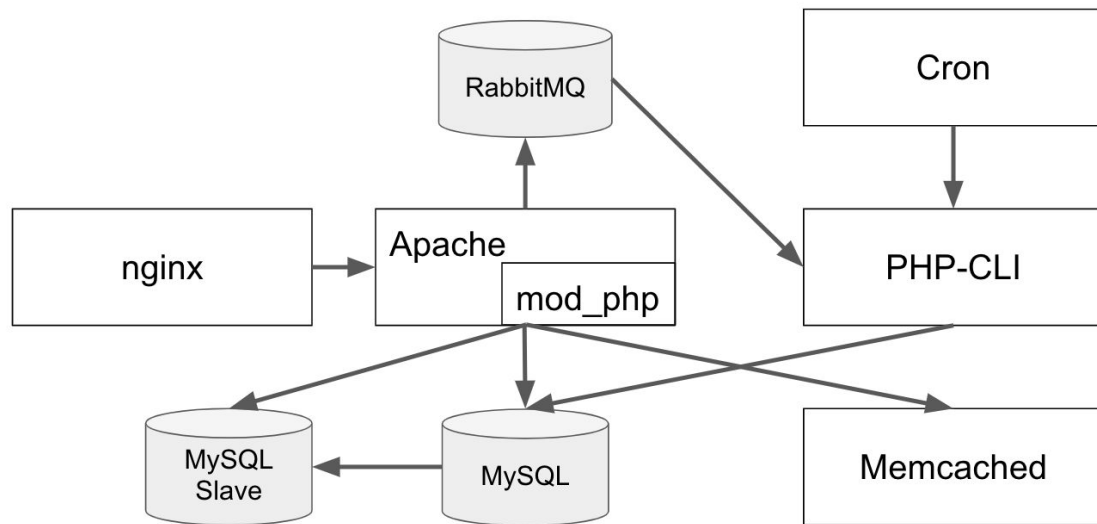 RabbitMQ
Cron
nginx
Apache
mod_php
PHP-CLI
MySQL
Slave
MySQL
Memcached